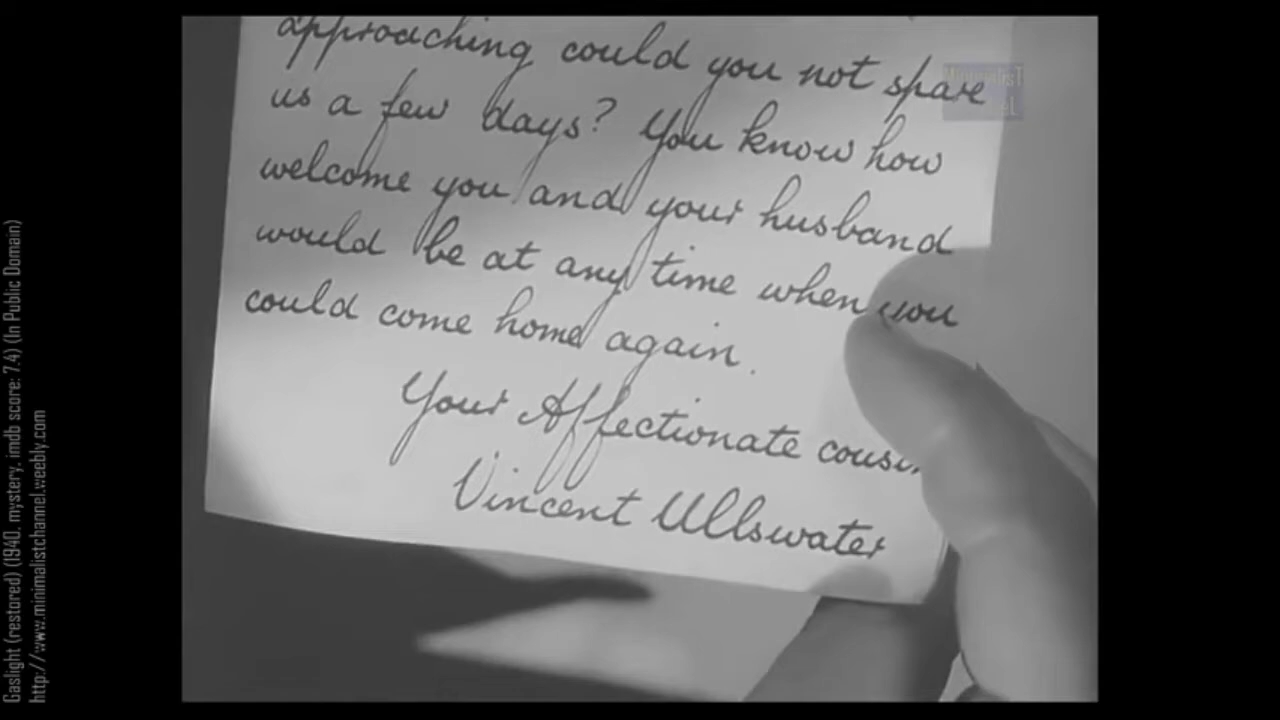 approaching could you not spare
us a few days? You know how
welcome you and your husband
would be at any time when you
could come home again.
Your Affectionate
Vincent Ullswater
Gaslight (restored) (1940, mystery, imdb score: 7.4) (In Public Domain)
http://www.minimalistchannel.weebly.com